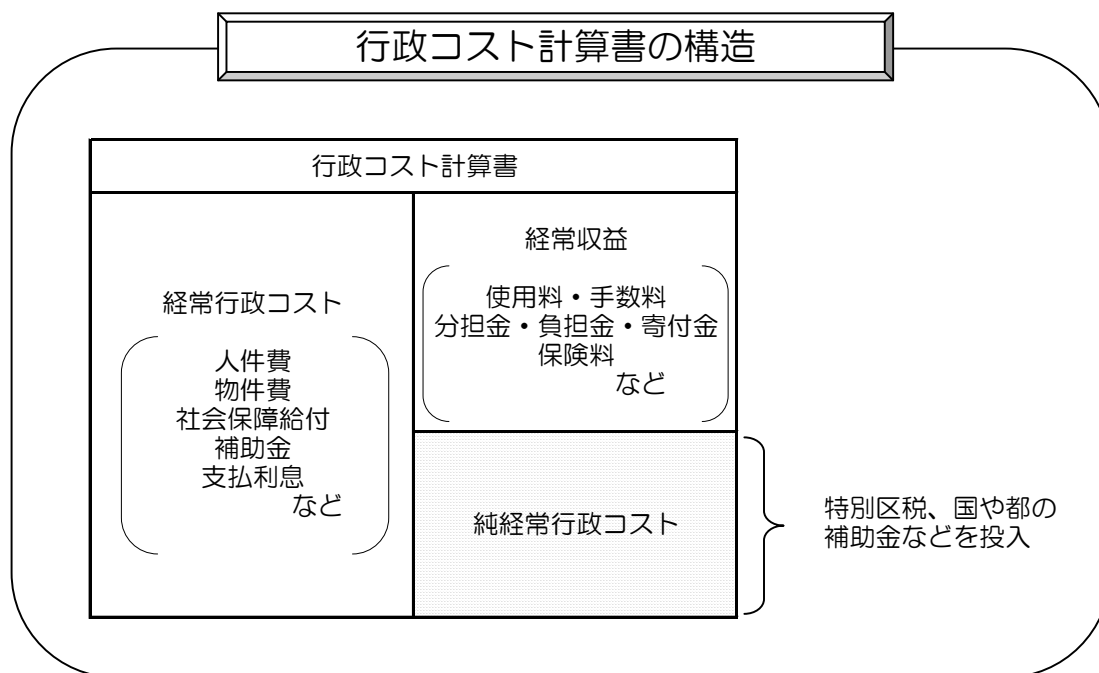 行政コスト計算書の構造
行政コスト計算書
経常行政コスト
人件費
物件費
社会保障給付
補助金
支払利息
など
経常収益
使用料・手数料
分担金・負担金・寄付金
保険料
など
純経常行政コスト
特別区税、国や都の
補助金などを投入